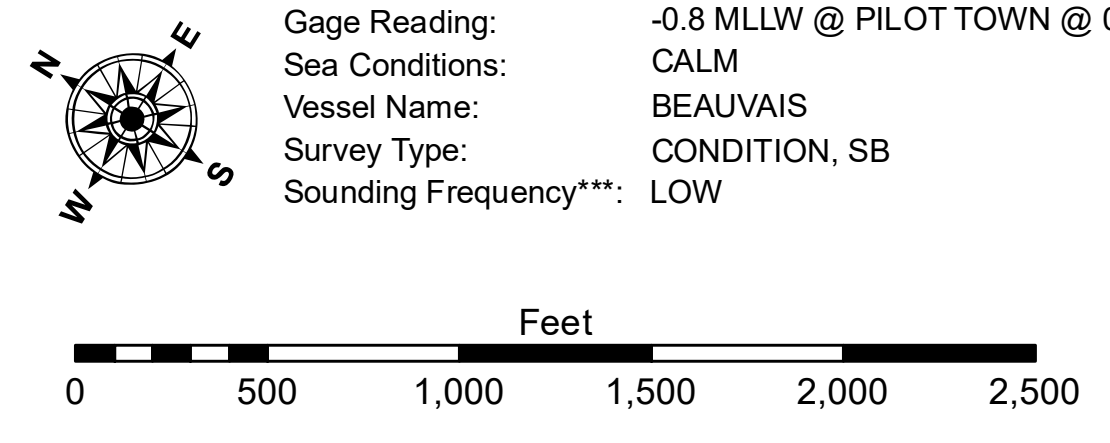 N E S W
Gage Reading: -0.8 MLLW @ PILOT TOWN @
Sea Conditions: CALM
Vessel Name: BEAUVAIS
Survey Type: CONDITION, SB
Sounding Frequency***: LOW
Feet
0 500 1,000 1,500 2,000 2,500